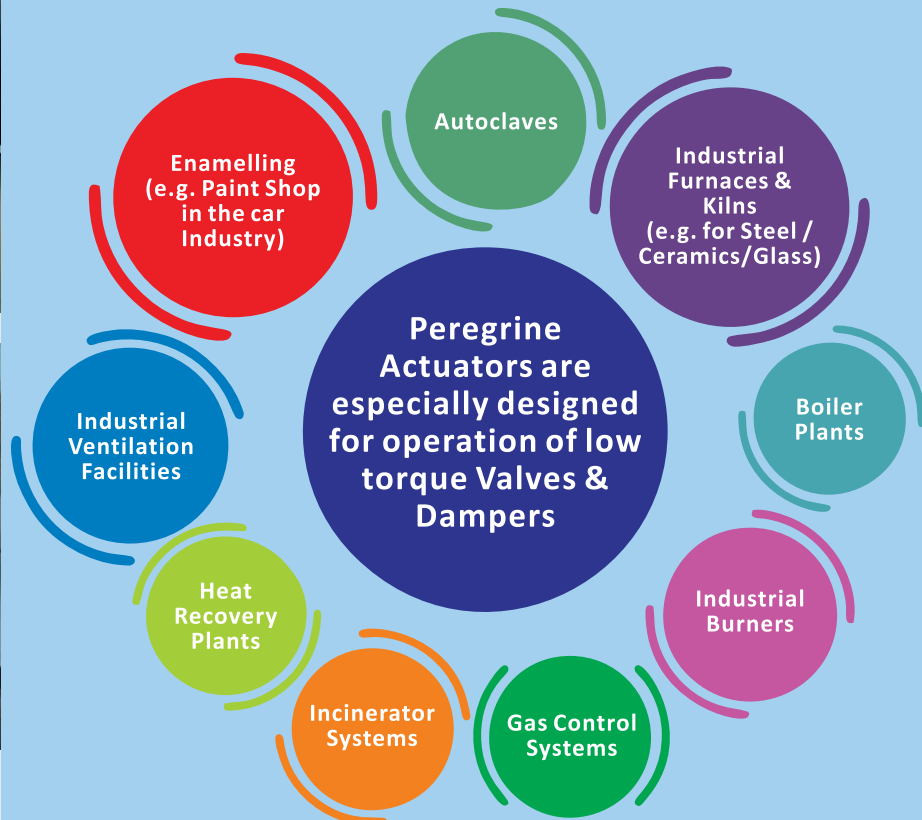 Autoclaves
Enamelling
(e.g. Paint Shop
in the car
Industry)
Industrial
Furnaces &
Kilns
(e.g. for Steel /
Ceramics/Glass)
Peregrine
Actuators are
especially designed
for operation of low
torque Valves &
Dampers
Industrial
Ventilation
Facilities
Boiler
Plants
Heat
Recovery
Plants
Industrial
Burners
Incinerator
Systems
Gas Control
Systems